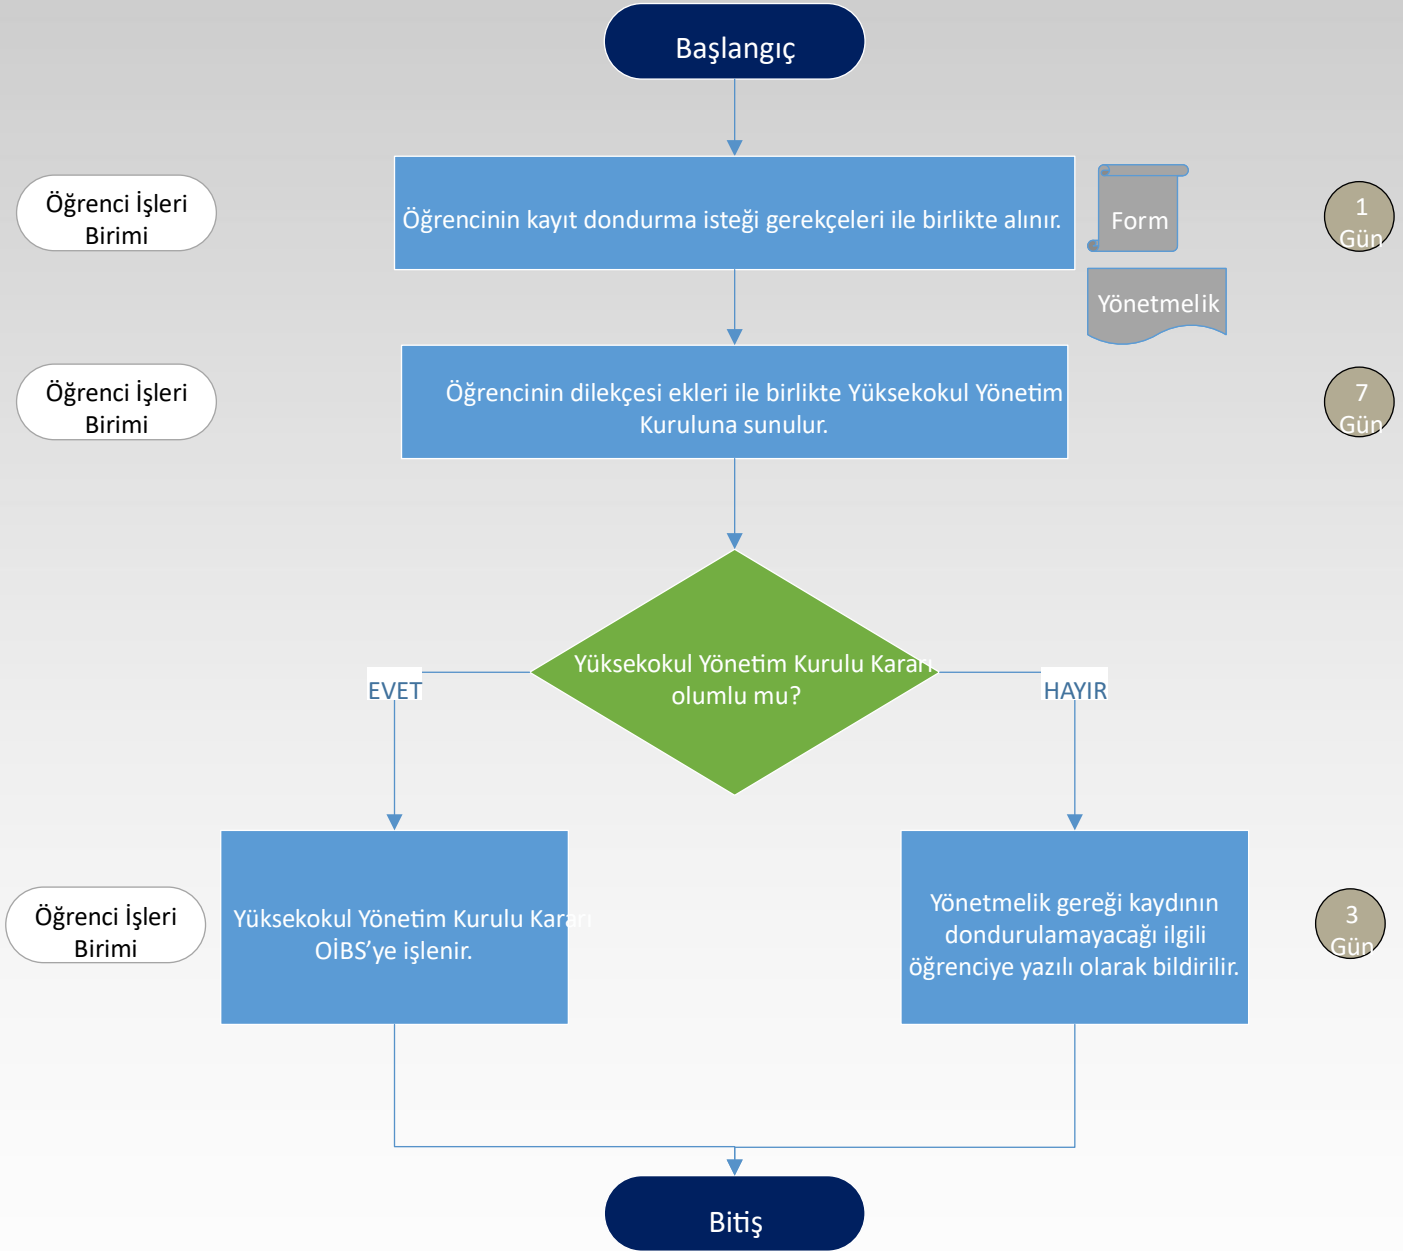 Başlangıç
Öğrenci İşleri
Birimi
Öğrencinin kayıt dondurma isteği gerekçeleri ile birlikte alınır.
Form
1
Gün
Yönetmelik
Öğrenci İşleri
Birimi
Öğrencinin dilekçesi ekleri ile birlikte Yüksekokul Yönetim
Kuruluna sunulur.
7
Gün
Yüksekokul Yönetim Kurulu Kararı
olumlu mu?
EVET
HAYIR
Öğrenci İşleri
Birimi
Yüksekokul Yönetim Kurulu Kararı
OİBS’ye işlenir.
Yönetmelik gereği kaydının
dondurulamayacağı ilgili
öğrenciye yazılı olarak bildirilir.
3
Gün
Bitiş